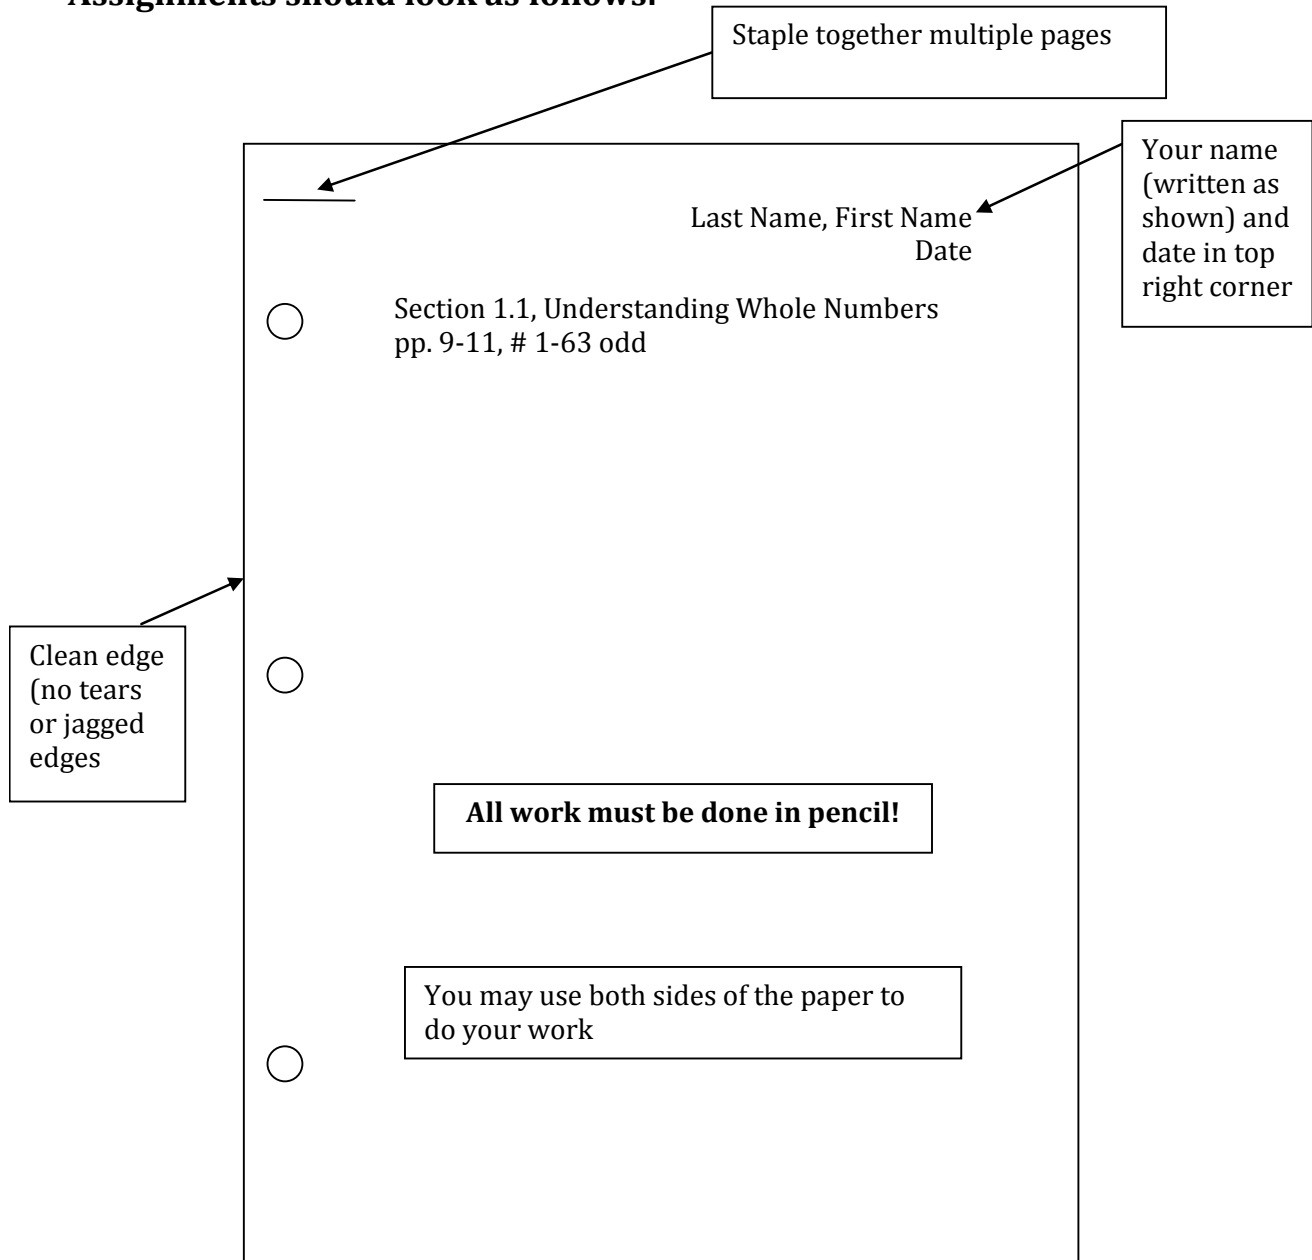 Assignments should look as follows:
Staple together multiple pages
Your name
(written as
shown) and
date in top
right corner
Last Name, First Name
Date
Section 1.1, Understanding Whole Numbers
pp. 9-11, # 1-63 odd
Clean edge
(no tears
or jagged
edges
All work must be done in pencil!
You may use both sides of the paper to
do your work